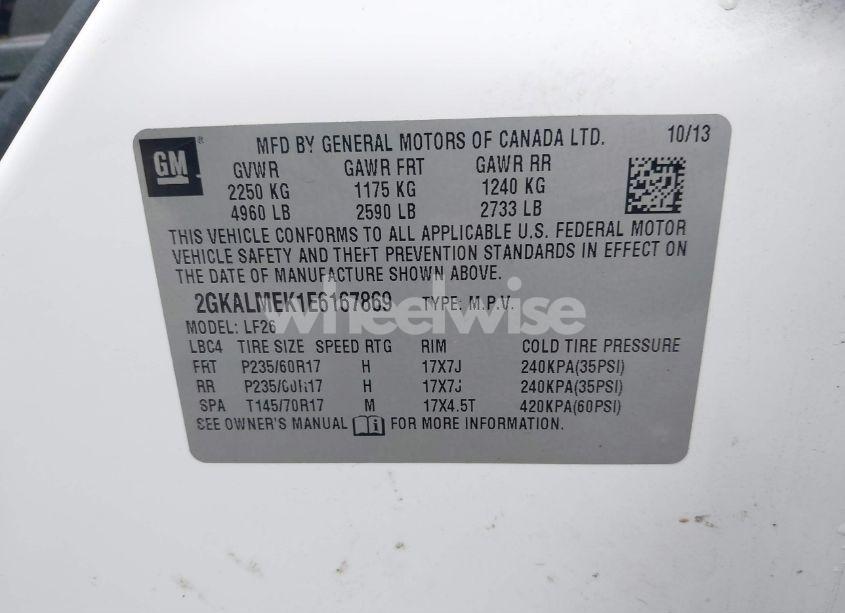 GM
MFD BY GENERAL MOTORS OF CANADA LTD. 10/13
GVWR GAWR FRT GAWR RR
2250 KG 1175 KG 1240 KG
4960 LB 2590 LB 2733 LB
THIS VEHICLE CONFORMS TO ALL APPLICABLE U.S. FEDERAL MOTOR
VEHICLE SAFETY AND THEFT PREVENTION STANDARDS IN EFFECT ON
THE DATE OF MANUFACTURE SHOWN ABOVE.
2GKALMEK1E6167869 TYPE: M.P.V.
wheelwise
MODEL: LF26
LBC4 TIRE SIZE SPEED RTG RIM COLD TIRE PRESSURE
FRT P235/60R17 H 17X7J 240KPA(35PSI)
RR P235/60R17 H 17X7J 240KPA(35PSI)
SPA T145/70R17 M 17X4.5T 420KPA(60PSI)
SEE OWNER'S MANUAL i FOR MORE INFORMATION.